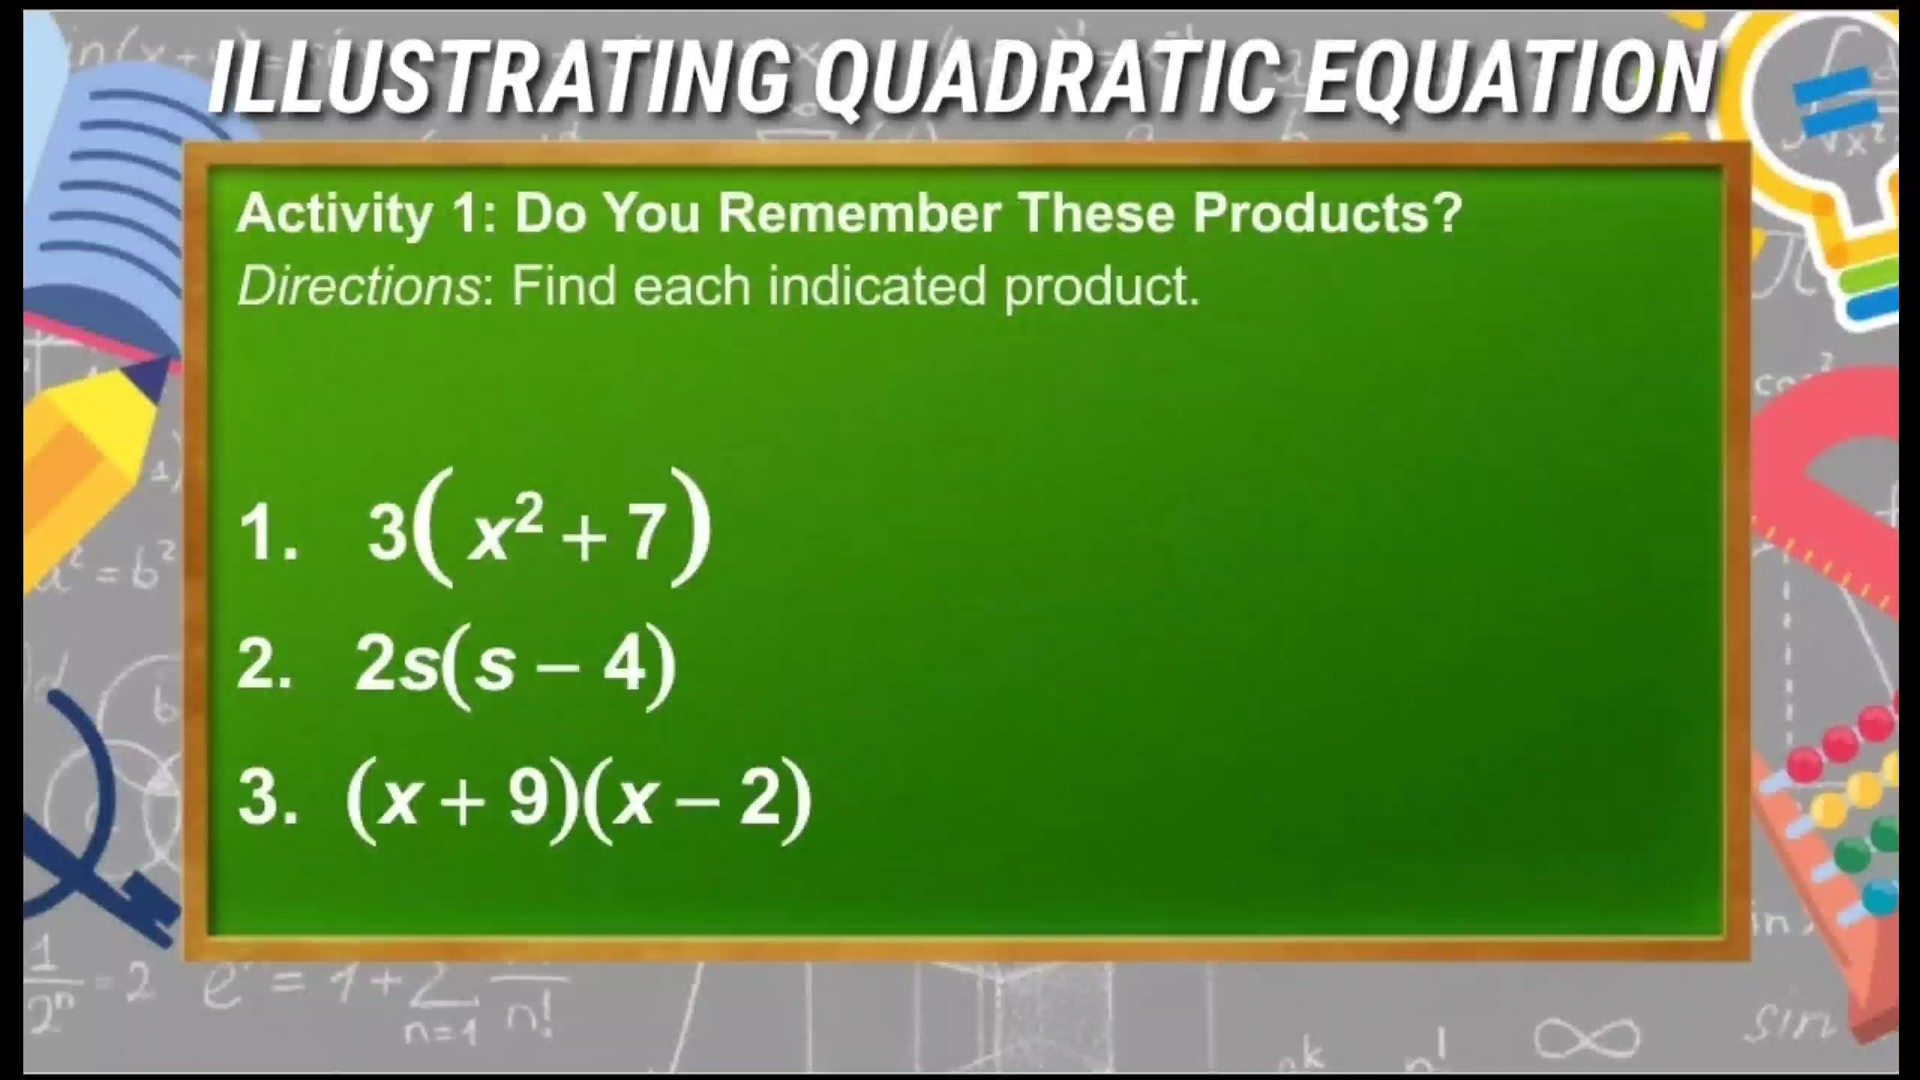 ILLUSTRATING QUADRATIC EQUATION
Activity 1: Do You Remember These Products?
Directions: Find each indicated product.
1. 3( x² + 7)
2. 2s(s – 4)
3. (x + 9)(x – 2)